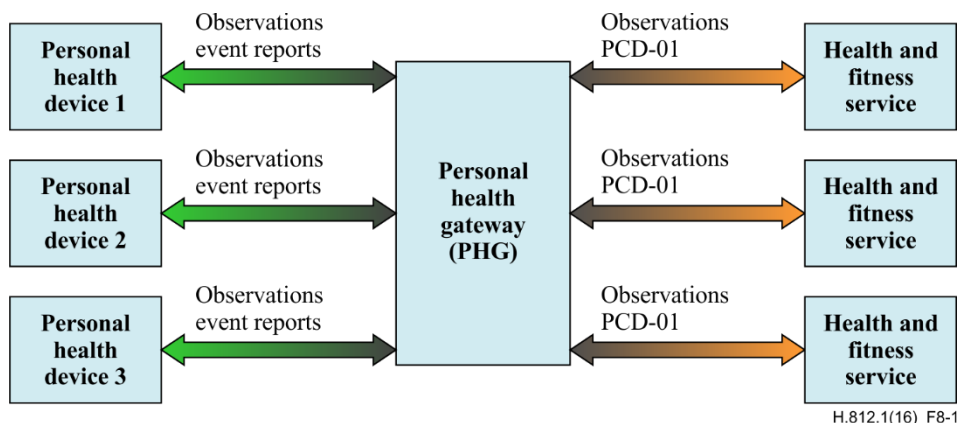 Observations
event reports
Observations
PCD-01
Personal
health
device 1
Health and
fitness
service
Observations
event reports
Observations
PCD-01
Personal
health
device 2
Personal
health
gateway
(PHG)
Health and
fitness
service
Observations
event reports
Observations
PCD-01
Personal
health
device 3
Health and
fitness
service
H.812.1(16)_F8-1